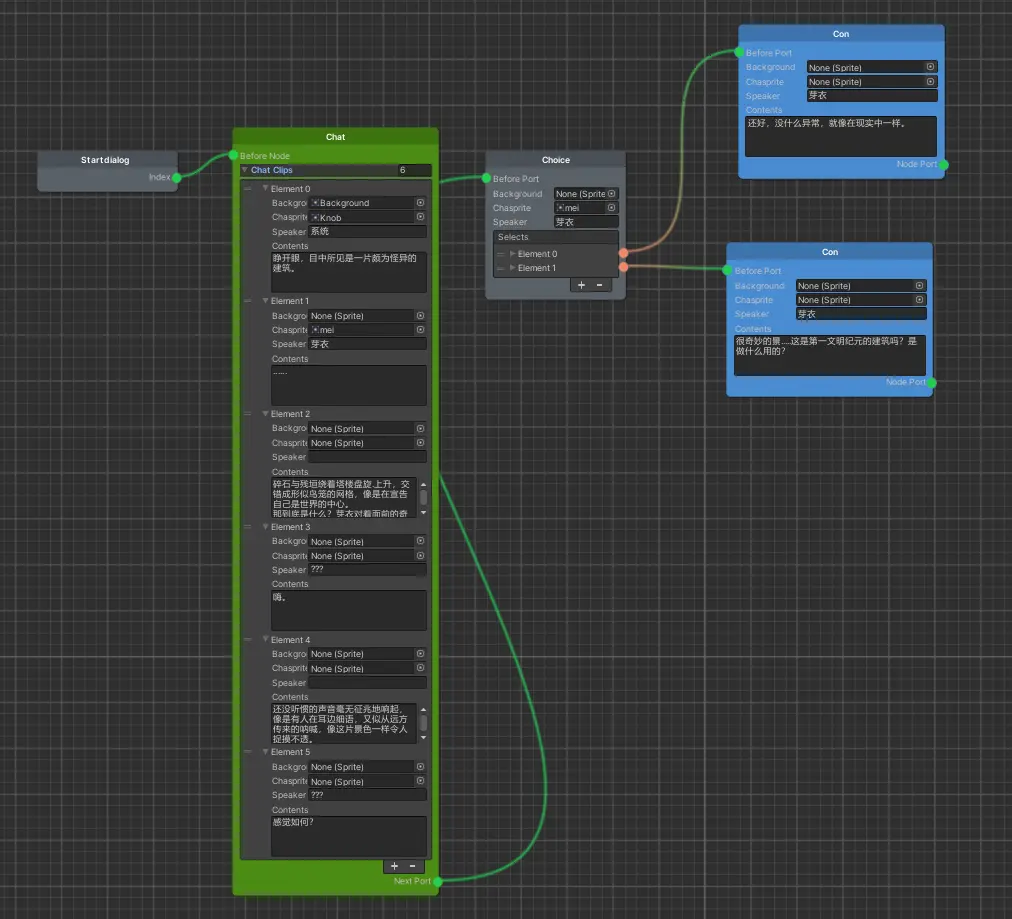 Startdialog
Index
Chat
Before Node
Chat Clips 6
Element 0
Backgrou Background
Chasprite Knob
Speaker 系统
Contents
睁开眼，目中所见是一片颇为怪异的
建筑。
Element 1
Backgrou None (Sprite)
Chasprite mei
Speaker 芽衣
Contents
......
Element 2
Backgrou None (Sprite)
Chasprite None (Sprite)
Speaker
Contents
碎石与残垣绕着塔楼盘旋上升，交
错成形似鸟笼的网格，像是在宣告
自己是世界的中心。
那到底是什么？芽衣对着面前的奇
Element 3
Backgrou None (Sprite)
Chasprite None (Sprite)
Speaker ???
Contents
嗨。
Element 4
Backgrou None (Sprite)
Chasprite None (Sprite)
Speaker
Contents
还没听惯的声音毫无征兆地响起，
像是有人在耳边细语，又似从远方
传来的呐喊，像这片景色一样令人
捉摸不透。
Element 5
Backgrou None (Sprite)
Chasprite None (Sprite)
Speaker ???
Contents
感觉如何？
+ −
Next Port
Choice
Before Port
Background None (Sprite
Chasprite mei
Speaker 芽衣
Selects
Element 0
Element 1
+ −
Con
Before Port
Background None (Sprite)
Chasprite None (Sprite)
Speaker 芽衣
Contents
还好，没什么异常，就像在现实中一样。
Node Port
Con
Before Port
Background None (Sprite)
Chasprite None (Sprite)
Speaker 芽衣
Contents
很奇妙的景....这是第一文明纪元的建筑吗？是
做什么用的？
Node Port